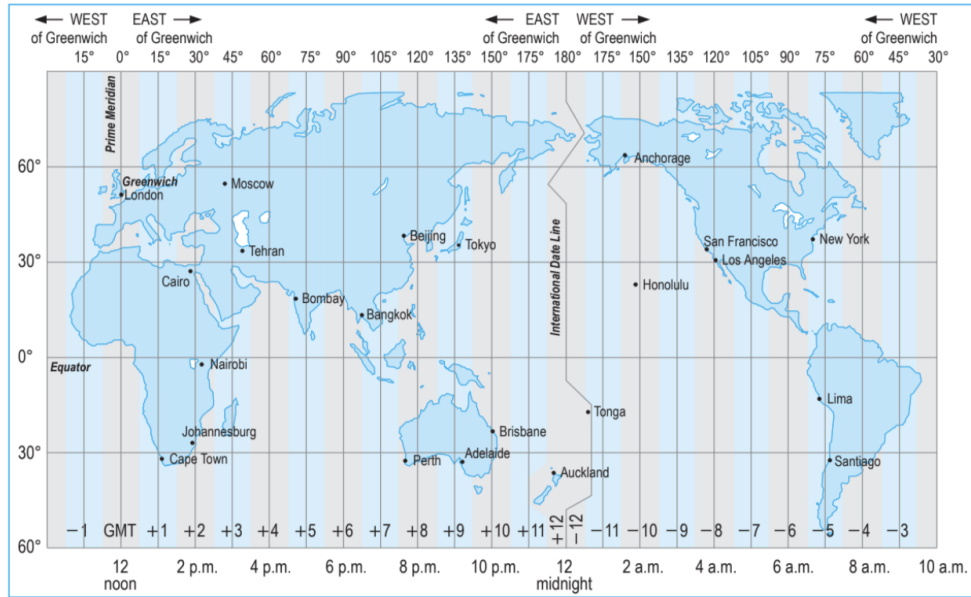 WEST EAST EAST WEST WEST
of Greenwich of Greenwich of Greenwich of Greenwich of Greenwich
15° 0° 15° 30° 45° 60° 75° 90° 105° 120° 135° 150° 175° 180° 175° 150° 135° 120° 105° 90° 75° 60° 45° 30°
Prime Meridian
60°
Anchorage
Greenwich
London
Moscow
Beijing
Tokyo
San Francisco
New York
Tehran
Los Angeles
30°
Cairo
Honolulu
Bombay
Bangkok
International Date Line
0°
Equator
Nairobi
Lima
Tonga
Johannesburg
Brisbane
30°
Cape Town
Perth
Adelaide
Santiago
Auckland
−1 GMT +1 +2 +3 +4 +5 +6 +7 +8 +9 +10 +11 +12 −12 −11 −10 −9 −8 −7 −6 −5 −4 −3
60°
12 2 p.m. 4 p.m. 6 p.m. 8 p.m. 10 p.m. 12 2 a.m. 4 a.m. 6 a.m. 8 a.m. 10 a.m.
noon midnight